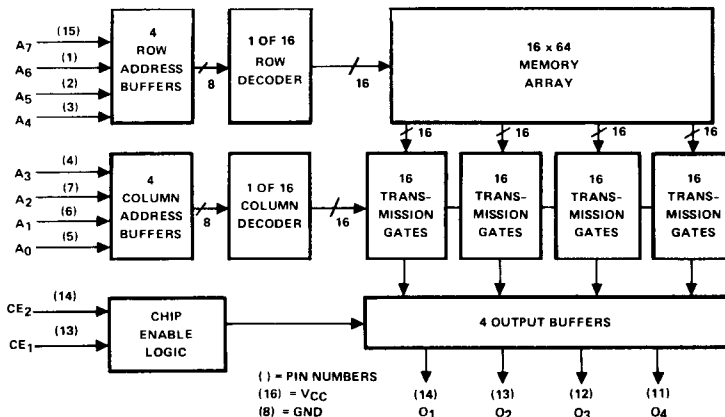 (15)
A7
(1)
A6
(2)
A5
(3)
A4
4
ROW
ADDRESS
BUFFERS
8
1 OF 16
ROW
DECODER
16
16 x 64
MEMORY
ARRAY
16
16
16
16
(4)
A3
(7)
A2
(6)
A1
(5)
A0
4
COLUMN
ADDRESS
BUFFERS
8
1 OF 16
COLUMN
DECODER
16
16
TRANS-
MISSION
GATES
16
TRANS-
MISSION
GATES
16
TRANS-
MISSION
GATES
16
TRANS-
MISSION
GATES
(14)
CE2
(13)
CE1
CHIP
ENABLE
LOGIC
4 OUTPUT BUFFERS
( ) = PIN NUMBERS
(16) = VCC
(8) = GND
(14)
O1
(13)
O2
(12)
O3
(11)
O4